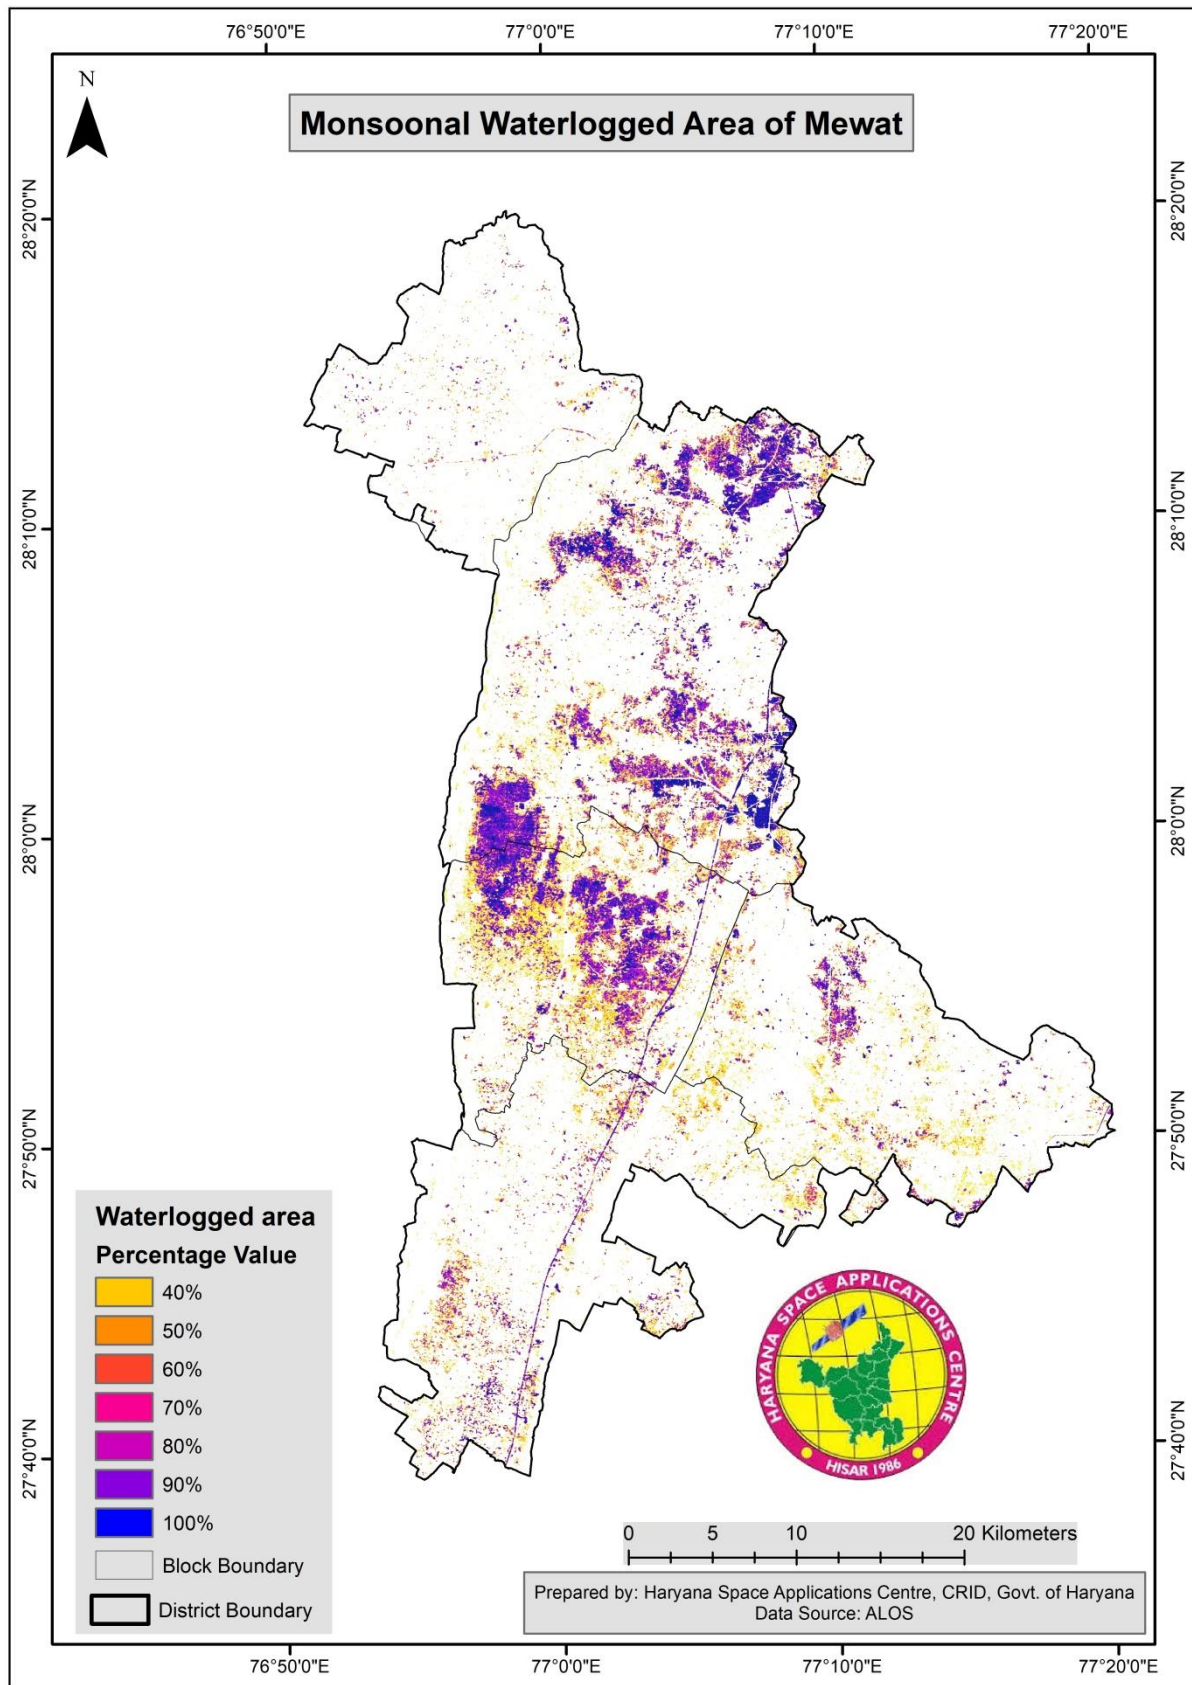 76°50'0"E 77°0'0"E 77°10'0"E 77°20'0"E
N
Monsoonal Waterlogged Area of Mewat
28°20'0"N
28°20'0"N
28°10'0"N
28°10'0"N
28°0'0"N
28°0'0"N
27°50'0"N
27°50'0"N
27°40'0"N
27°40'0"N
Waterlogged area
Percentage Value
40%
50%
60%
70%
80%
90%
100%
Block Boundary
District Boundary
HARYANA SPACE APPLICATIONS CENTRE
HISAR 1986
0 5 10 20 Kilometers
Prepared by: Haryana Space Applications Centre, CRID, Govt. of Haryana
Data Source: ALOS
76°50'0"E 77°0'0"E 77°10'0"E 77°20'0"E